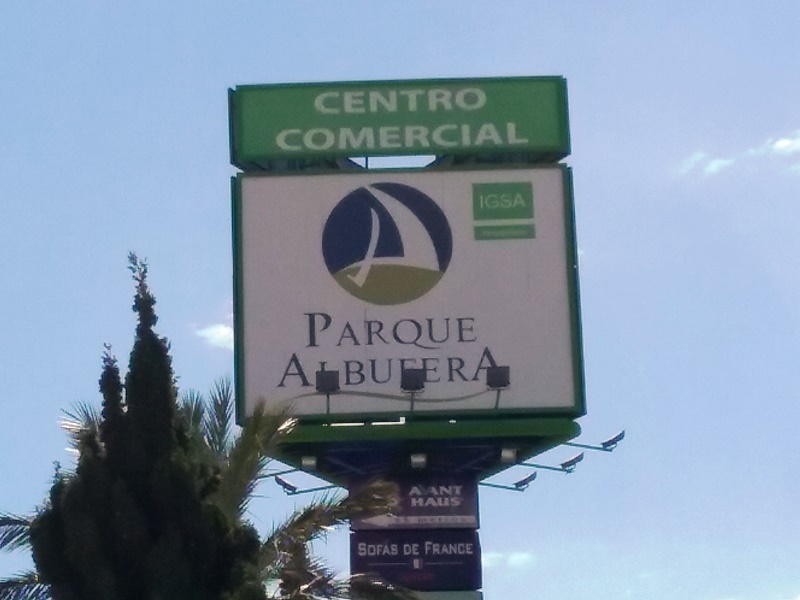 CENTRO
COMERCIAL
IGSA
PARQUE
ALBUFERA
AVANT
HAUS
SOFAS DE FRANCE